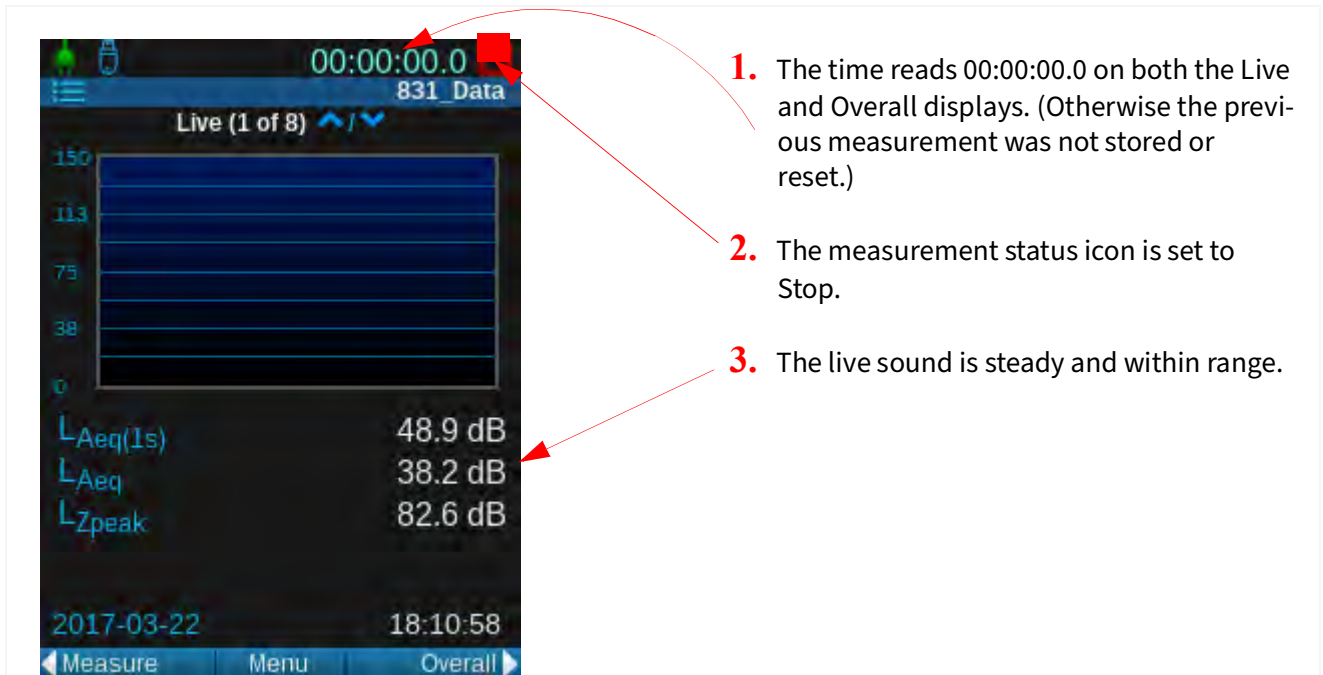 00:00:00.0
831_Data
Live (1 of 8) /
150
113
75
38
0
LAeq(1s) 48.9 dB
LAeq 38.2 dB
LZpeak 82.6 dB
2017-03-22 18:10:58
Measure Menu Overall
1. The time reads 00:00:00.0 on both the Live
and Overall displays. (Otherwise the previ-
ous measurement was not stored or
reset.)
2. The measurement status icon is set to
Stop.
3. The live sound is steady and within range.